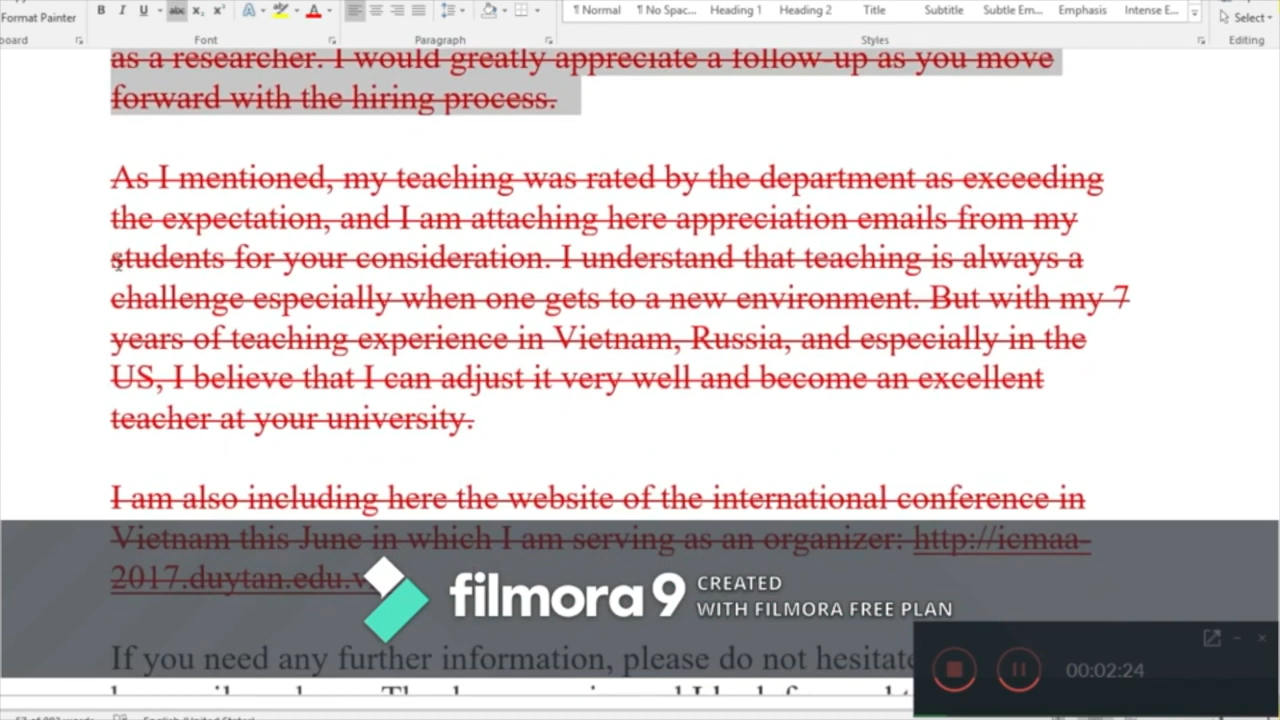 Format Painter
B I U abc x₂ x² A A
¶ Normal ¶ No Spac... Heading 1 Heading 2 Title Subtitle Subtle Em... Emphasis Intense E...
Select
oard Font Paragraph Styles Editing
as a researcher. I would greatly appreciate a follow-up as you move
forward with the hiring process.
As I mentioned, my teaching was rated by the department as exceeding
the expectation, and I am attaching here appreciation emails from my
students for your consideration. I understand that teaching is always a
challenge especially when one gets to a new environment. But with my 7
years of teaching experience in Vietnam, Russia, and especially in the
US, I believe that I can adjust it very well and become an excellent
teacher at your university.
I am also including here the website of the international conference in
Vietnam this June in which I am serving as an organizer: http://icmaa-
2017.duytan.edu.v
filmora9 CREATED
WITH FILMORA FREE PLAN
If you need any further information, please do not hesitate
00:02:24